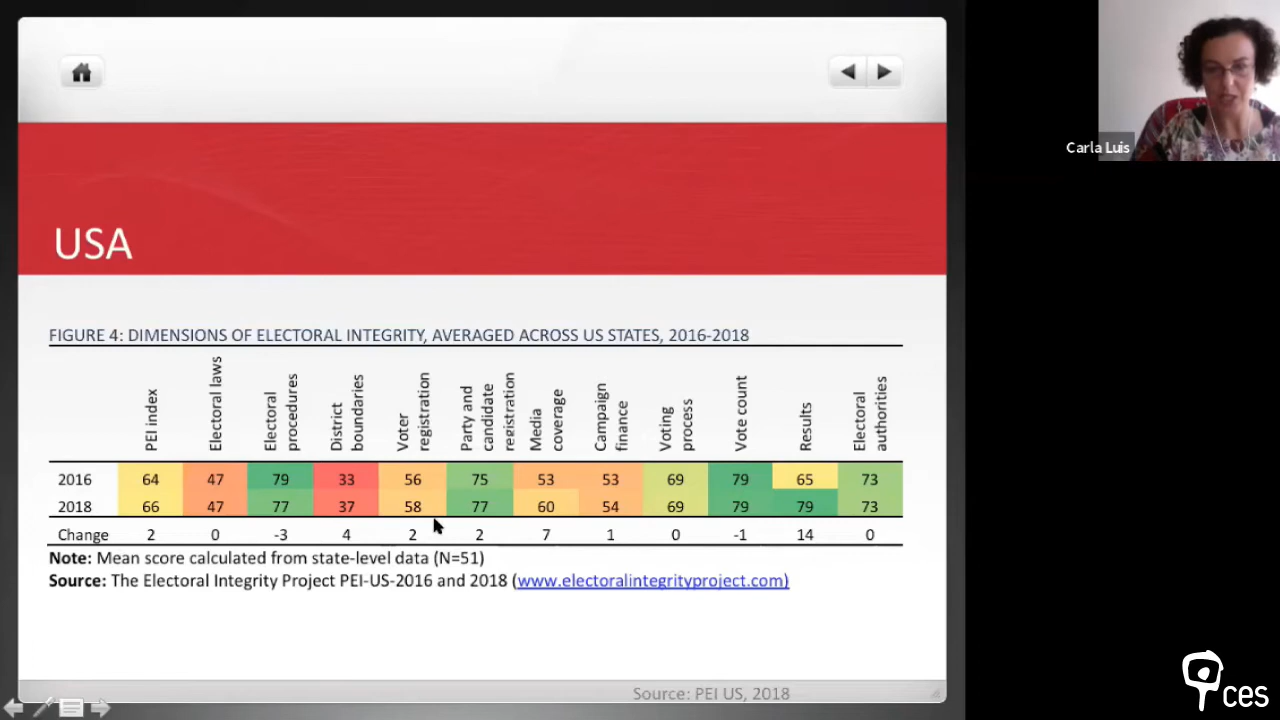 Carla Luis
USA
FIGURE 4: DIMENSIONS OF ELECTORAL INTEGRITY, AVERAGED ACROSS US STATES, 2016-2018
PEI index
Electoral laws
Electoral procedures
District boundaries
Voter registration
Party and candidate registration
Media coverage
Campaign finance
Voting process
Vote count
Results
Electoral authorities
2016 64 47 79 33 56 75 53 53 69 79 65 73
2018 66 47 77 37 58 77 60 54 69 79 79 73
Change 2 0 -3 4 2 2 7 1 0 -1 14 0
Note: Mean score calculated from state-level data (N=51)
Source: The Electoral Integrity Project PEI-US-2016 and 2018 (www.electoralintegrityproject.com)
Source: PEI US, 2018
ces